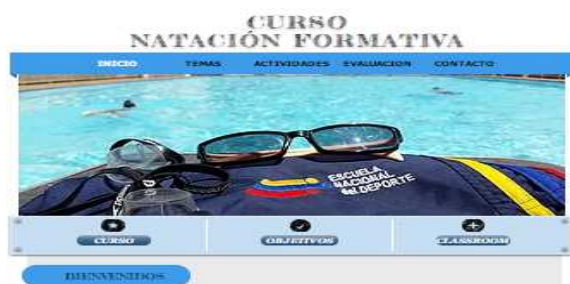 CURSO
NATACIÓN FORMATIVA
INICIO TEMAS ACTIVIDADES EVALUACION CONTACTO
ESCUELA
NACIONAL
del DEPORTE
CURSO OBJETIVOS CLASSROOM
BIENVENIDOS